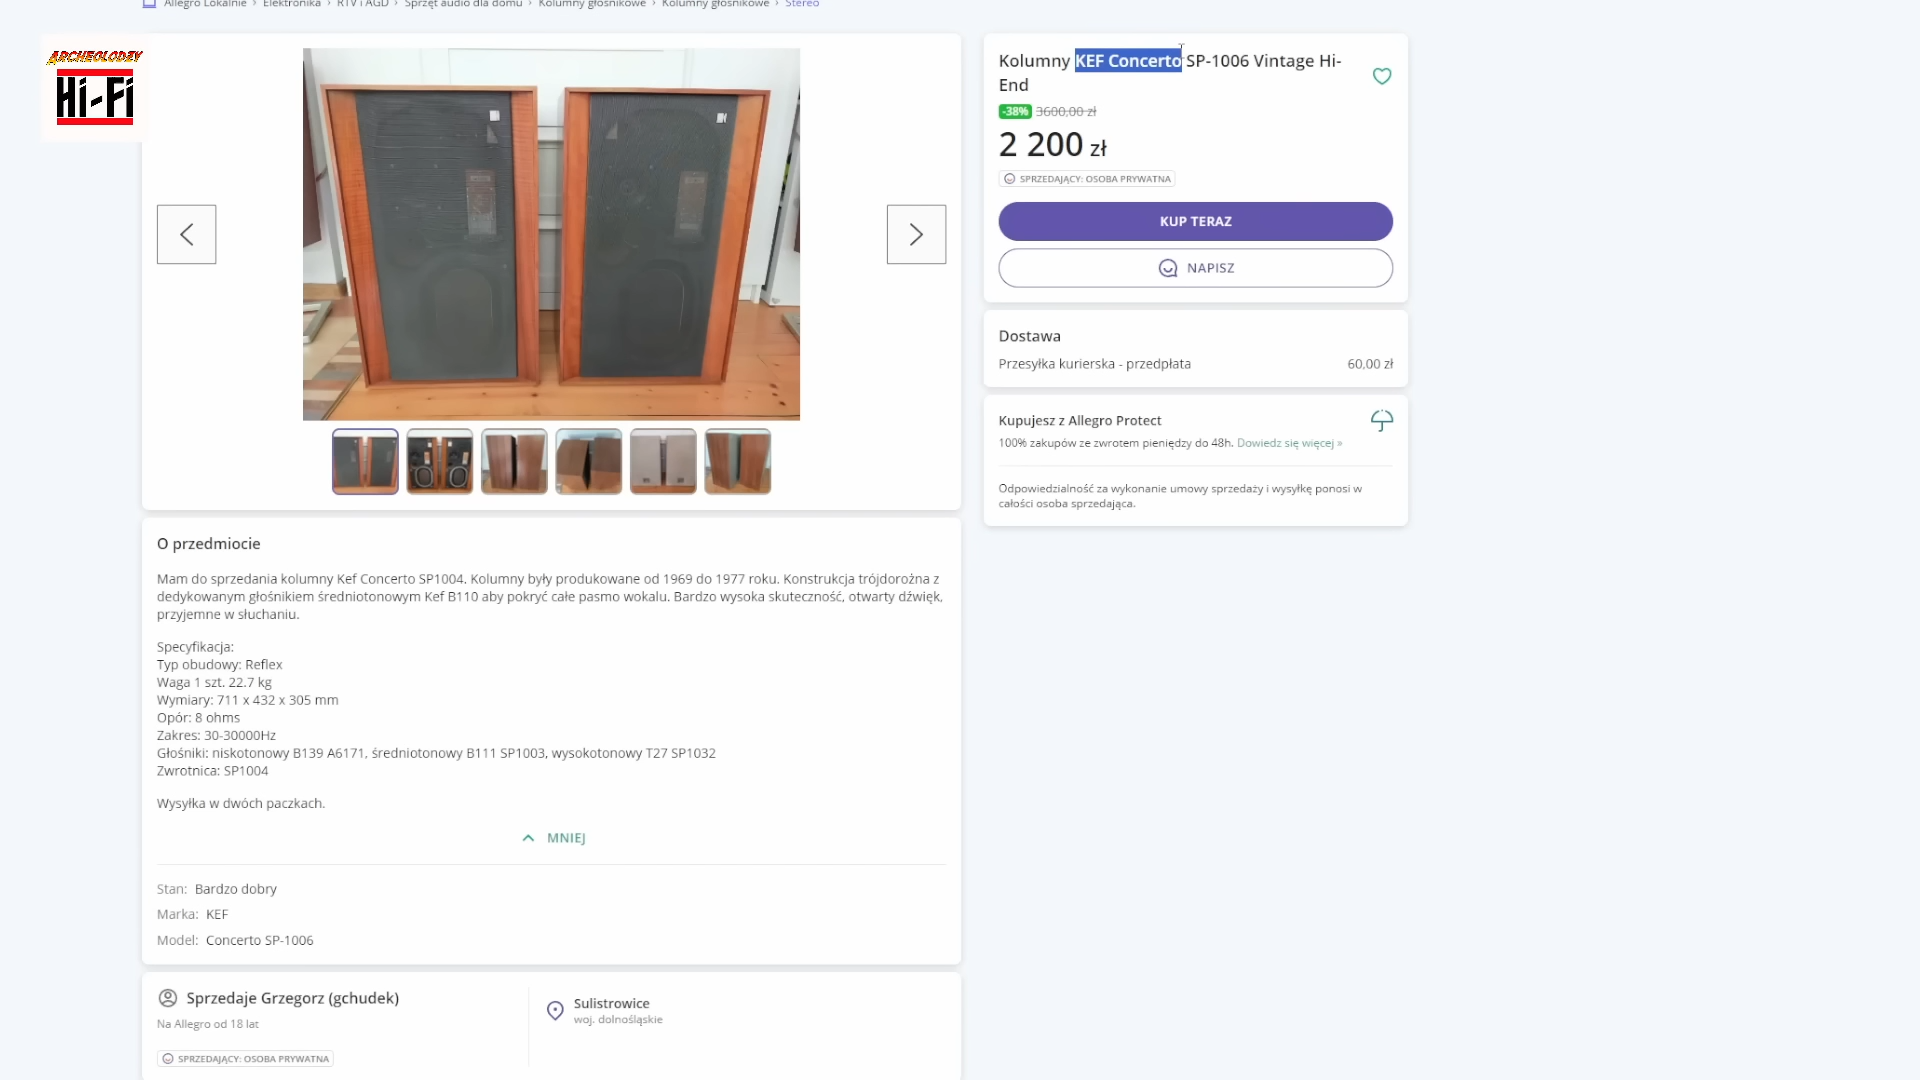 Allegro Lokalnie › Elektronika › RTV i AGD › Sprzęt audio dla domu › Kolumny głośnikowe › Kolumny głośnikowe › Stereo
ARCHEOLODZY
Hi-Fi
Kolumny KEF Concerto SP-1006 Vintage Hi-
End
-38% 3600,00 zł
2 200 zł
SPRZEDAJĄCY: OSOBA PRYWATNA
KUP TERAZ
NAPISZ
Dostawa
Przesyłka kurierska - przedpłata 60,00 zł
Kupujesz z Allegro Protect
100% zakupów ze zwrotem pieniędzy do 48h. Dowiedz się więcej »
Odpowiedzialność za wykonanie umowy sprzedaży i wysyłkę ponosi w
całości osoba sprzedająca.
O przedmiocie
Mam do sprzedania kolumny Kef Concerto SP1004. Kolumny były produkowane od 1969 do 1977 roku. Konstrukcja trójdorożna z
dedykowanym głośnikiem średniotonowym Kef B110 aby pokryć całe pasmo wokalu. Bardzo wysoka skuteczność, otwarty dźwięk,
przyjemne w słuchaniu.
Specyfikacja:
Typ obudowy: Reflex
Waga 1 szt. 22.7 kg
Wymiary: 711 x 432 x 305 mm
Opór: 8 ohms
Zakres: 30-30000Hz
Głośniki: niskotonowy B139 A6171, średniotonowy B111 SP1003, wysokotonowy T27 SP1032
Zwrotnica: SP1004
Wysyłka w dwóch paczkach.
MNIEJ
Stan: Bardzo dobry
Marka: KEF
Model: Concerto SP-1006
Sprzedaje Grzegorz (gchudek)
Na Allegro od 18 lat
SPRZEDAJĄCY: OSOBA PRYWATNA
Sulistrowice
woj. dolnośląskie